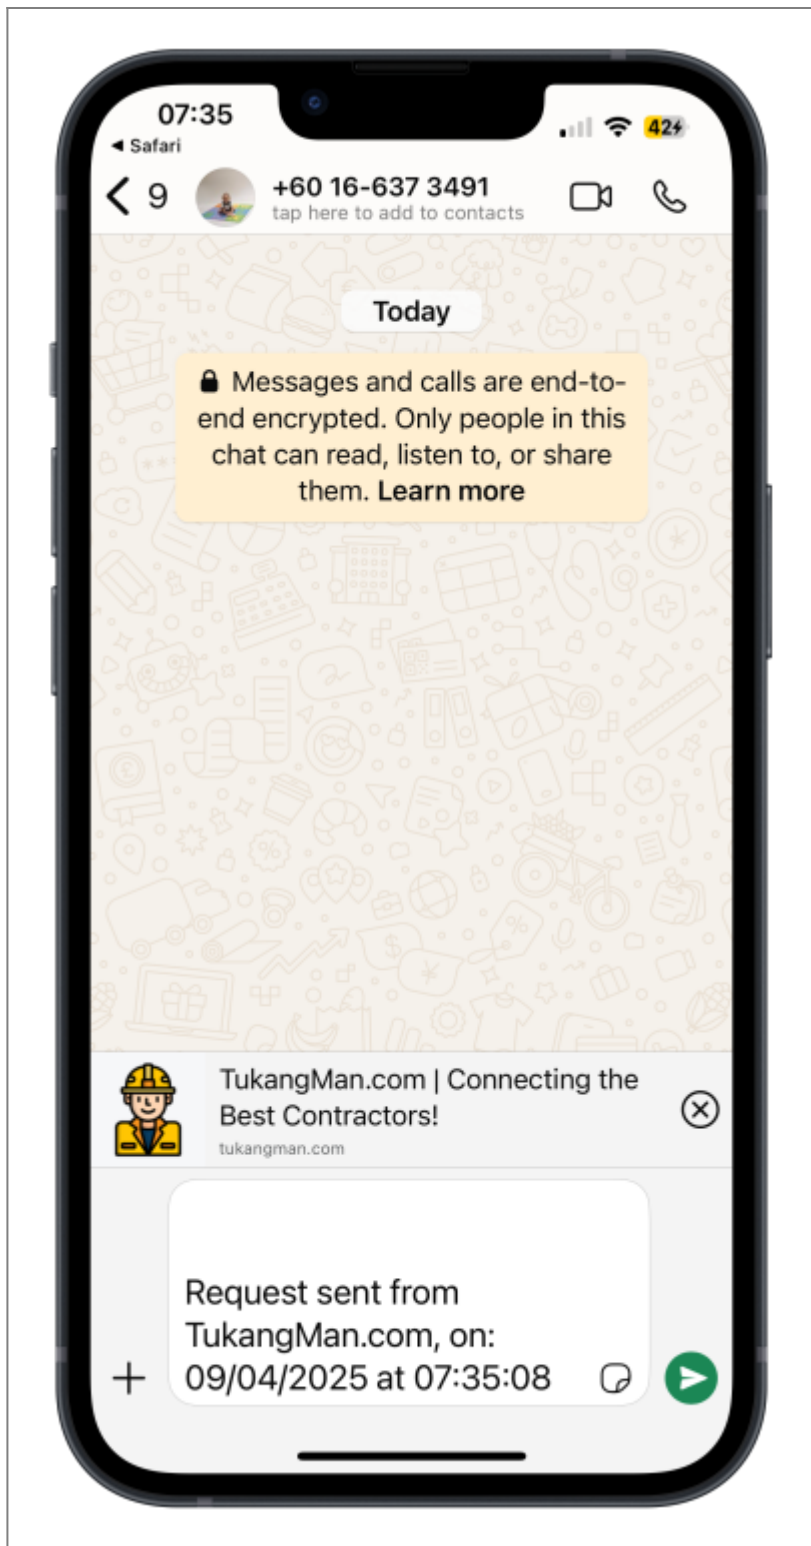 07:35
◀ Safari
42
9
+60 16-637 3491
tap here to add to contacts
Today
Messages and calls are end-to-
end encrypted. Only people in this
chat can read, listen to, or share
them. Learn more
TukangMan.com | Connecting the
Best Contractors!
tukangman.com
Request sent from
TukangMan.com, on:
09/04/2025 at 07:35:08